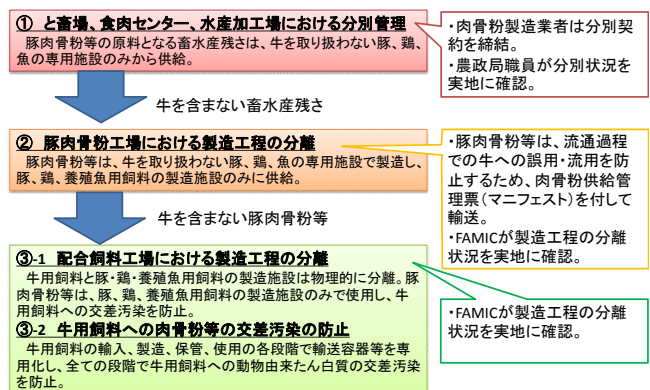 ① と畜場、食肉センター、水産加工場における分別管理
豚肉骨粉等の原料となる畜水産残さは、牛を取り扱わない豚、鶏、
魚の専用施設のみから供給。
・肉骨粉製造業者は分別契
約を締結。
・農政局職員が分別状況を
実地に確認。
牛を含まない畜水産残さ
② 豚肉骨粉工場における製造工程の分離
豚肉骨粉等は、牛を取り扱わない豚、鶏、魚の専用施設で製造し、
豚、鶏、養殖魚用飼料の製造施設のみに供給。
・豚肉骨粉等は、流通過程
での牛への誤用・流用を防
止するため、肉骨粉供給管
理票(マニフェスト)を付して
輸送。
・FAMICが製造工程の分離
状況を実地に確認。
牛を含まない豚肉骨粉等
③-1 配合飼料工場における製造工程の分離
牛用飼料と豚・鶏・養殖魚用飼料の製造施設は物理的に分離。豚
肉骨粉等は、豚、鶏、養殖魚用飼料の製造施設のみで使用し、牛
用飼料への交差汚染を防止。
③-2 牛用飼料への肉骨粉等の交差汚染の防止
牛用飼料の輸入、製造、保管、使用の各段階で輸送容器等を専
用化し、全ての段階で牛用飼料への動物由来たん白質の交差汚染
を防止。
・FAMICが製造工程の分離
状況を実地に確認。